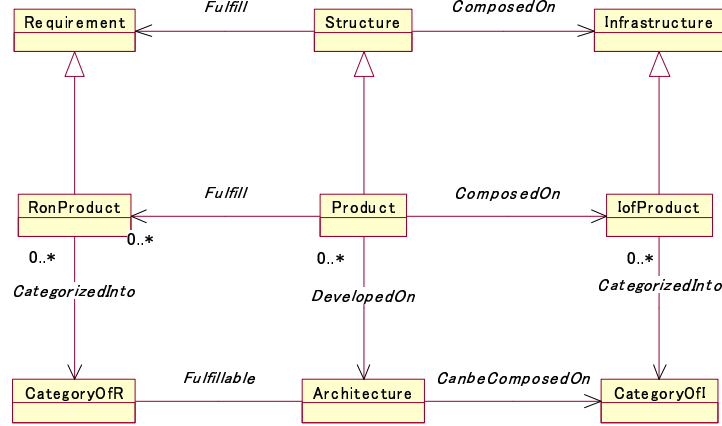 Fulfill
ComposedOn
Requirement
Structure
Infrastructure
Fulfill
ComposedOn
RonProduct
Product
IofProduct
0..*
0..*
0..*
0..*
CategorizedInto
DevelopedOn
CategorizedInto
Fulfillable
CanbeComposedOn
CategoryOfR
Architecture
CategoryOfI